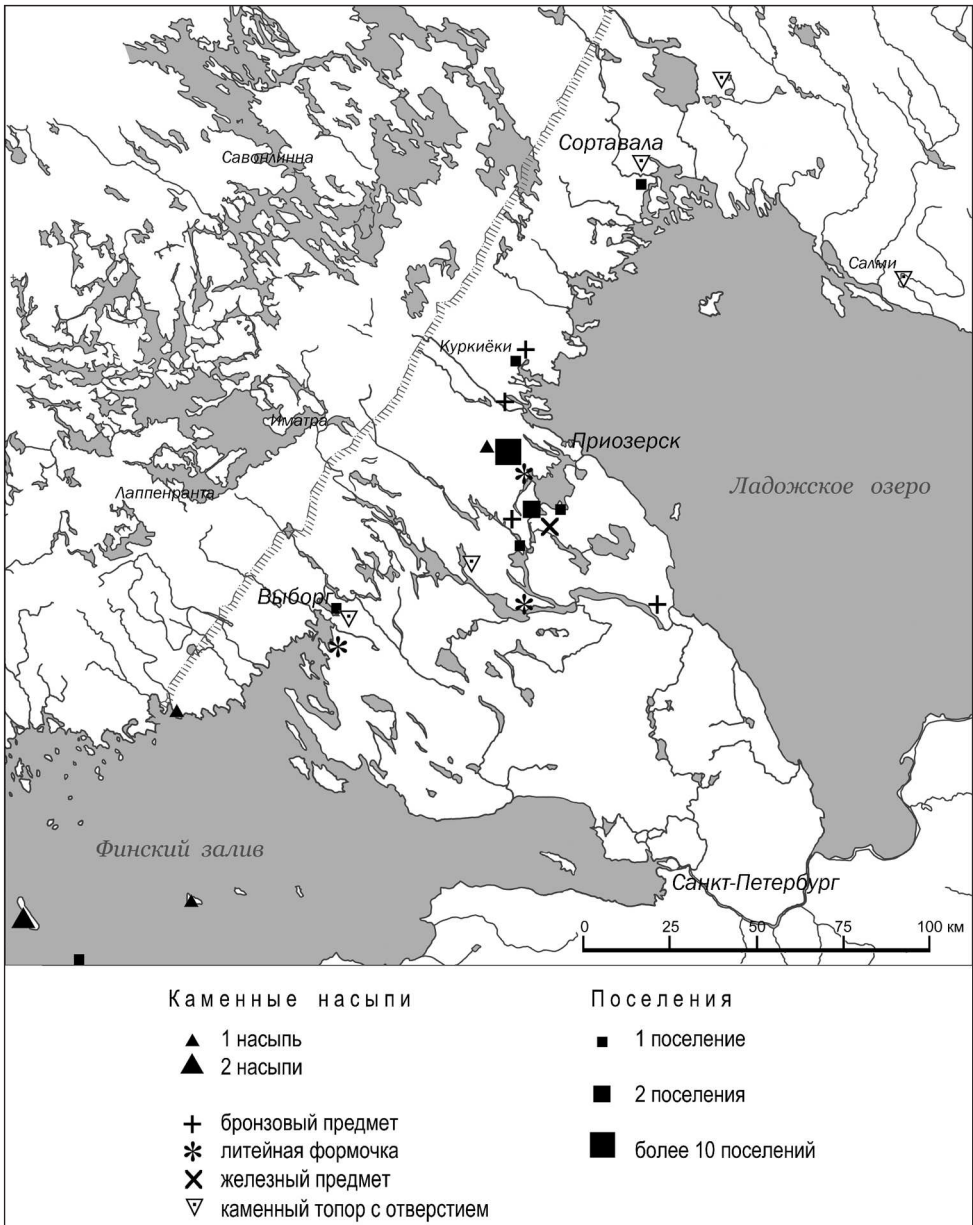 Сортавала
Савонлинна
Салми
Куркиёки
Иматра
Приозерск
Лаппенранта
Ладожское озеро
Выборг
Финский залив
Санкт-Петербург
0 25 50 75 100 км
Каменные насыпи
1 насыпь
2 насыпи
бронзовый предмет
литейная формочка
железный предмет
каменный топор с отверстием
Поселения
1 поселение
2 поселения
более 10 поселений